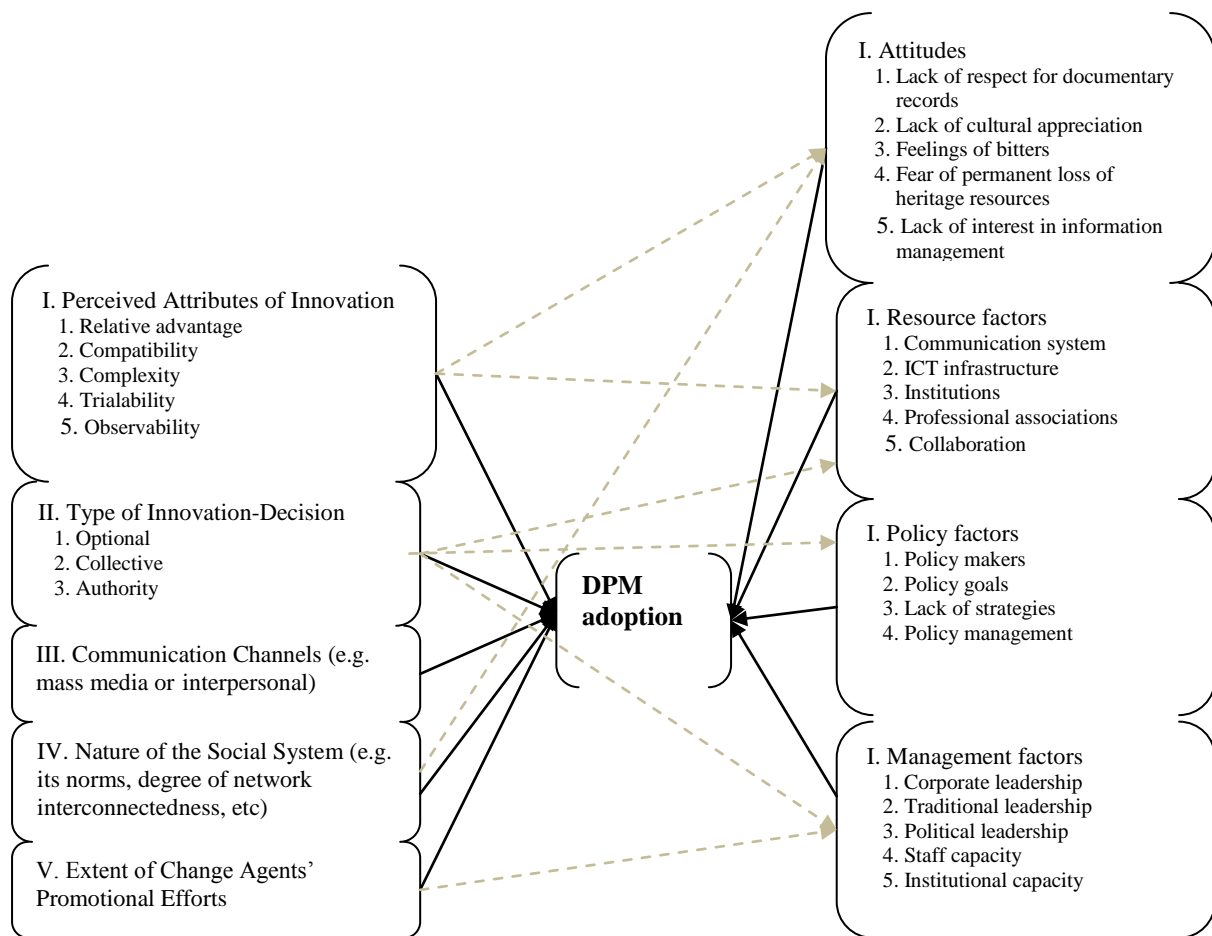 I. Perceived Attributes of Innovation
1. Relative advantage
2. Compatibility
3. Complexity
4. Trialability
5. Observability
II. Type of Innovation-Decision
1. Optional
2. Collective
3. Authority
III. Communication Channels (e.g.
mass media or interpersonal)
IV. Nature of the Social System (e.g.
its norms, degree of network
interconnectedness, etc)
V. Extent of Change Agents’
Promotional Efforts
DPM
adoption
I. Attitudes
1. Lack of respect for documentary
records
2. Lack of cultural appreciation
3. Feelings of bitters
4. Fear of permanent loss of
heritage resources
5. Lack of interest in information
management
I. Resource factors
1. Communication system
2. ICT infrastructure
3. Institutions
4. Professional associations
5. Collaboration
I. Policy factors
1. Policy makers
2. Policy goals
3. Lack of strategies
4. Policy management
I. Management factors
1. Corporate leadership
2. Traditional leadership
3. Political leadership
4. Staff capacity
5. Institutional capacity